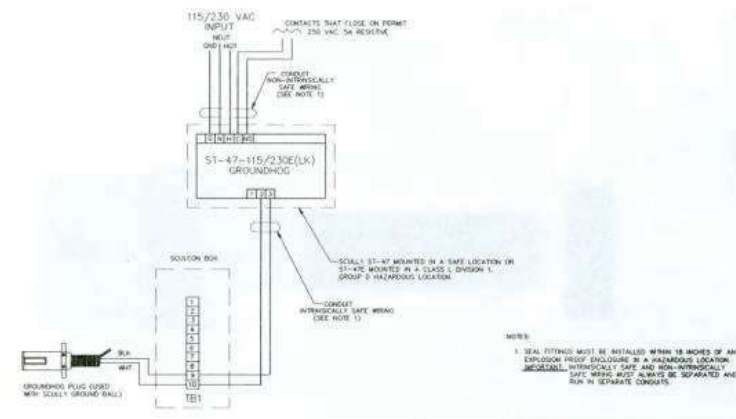 115/230 VAC
INPUT
NEUT
GND HOT
CONTACTS THAT CLOSE ON PERMIT
250 VAC 5A RESISTIVE
CONDUIT
NON-INTRINSICALLY
SAFE WIRING
(SEE NOTE 1)
G N H C NO
ST-47-115/230E(LK)
GROUNDHOG
1 2 3
SCULLY ST-47 MOUNTED IN A SAFE LOCATION OR
ST-47E MOUNTED IN A CLASS I, DIVISION 1,
GROUP D HAZARDOUS LOCATION.
CONDUIT
INTRINSICALLY SAFE WIRING
(SEE NOTE 1)
SCULCON BOX
1
2
3
4
5
6
7
8
9
10
TB1
BLK
WHT
GROUNDHOG PLUG (USED
WITH SCULLY GROUND BALL)
NOTES:
1. SEAL FITTINGS MUST BE INSTALLED WITHIN 18 INCHES OF AN
EXPLOSION PROOF ENCLOSURE IN A HAZARDOUS LOCATION.
IMPORTANT: INTRINSICALLY SAFE AND NON-INTRINSICALLY
SAFE WIRING MUST ALWAYS BE SEPARATED AND
RUN IN SEPARATE CONDUITS.